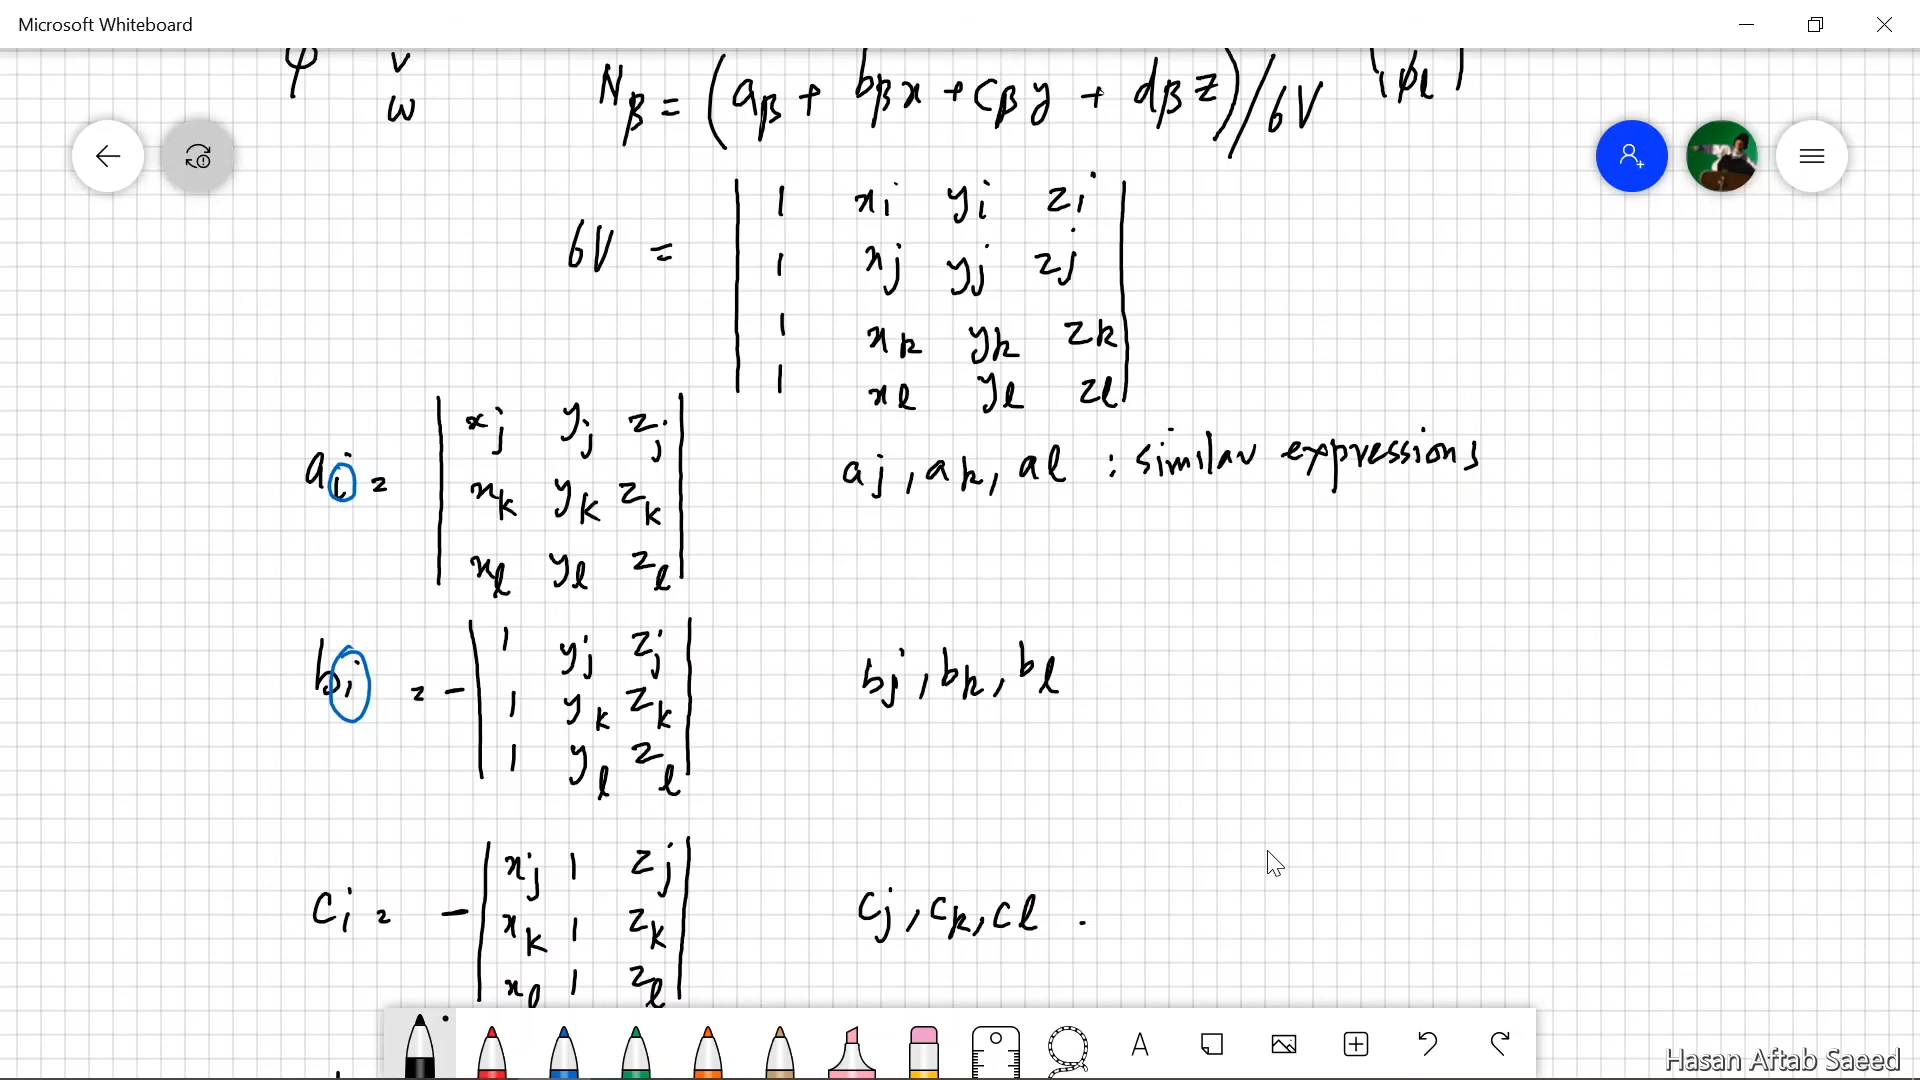 Microsoft Whiteboard
φ v
w
Nβ = (aβ + bβx + cβy + dβz)/6V
φl
6V = | 1 xi yi zi |
| 1 xj yj zj |
| 1 xk yk zk |
| 1 xl yl zl |
ai = | xj yj zj |
| xk yk zk |
| xl yl zl |
aj, ak, al : similar expressions
bi = - | 1 yj zj |
| 1 yk zk |
| 1 yl zl |
bj, bk, bl
ci = - | xj 1 zj |
| xk 1 zk |
| xl 1 zl |
cj, ck, cl .
A
Hasan Aftab Saeed